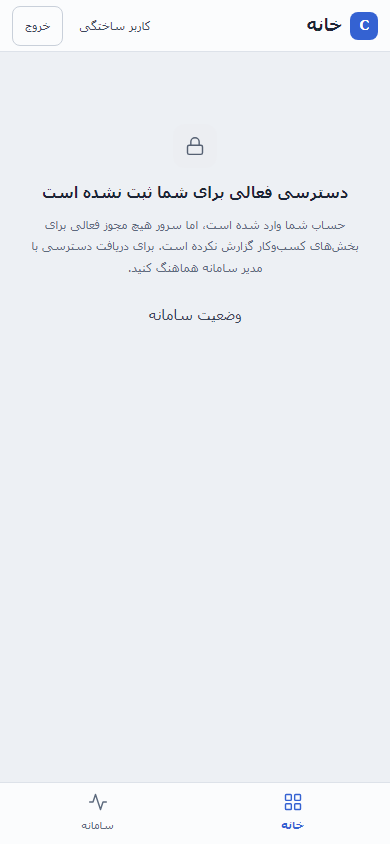 C
خانه
کاربر ساختگی
خروج
دسترسی فعالی برای شما ثبت نشده است
حساب شما وارد شده است، اما سرور هیچ مجوز فعالی برای
بخش‌های کسب‌وکار گزارش نکرده است. برای دریافت دسترسی با
مدیر سامانه هماهنگ کنید.
وضعیت سامانه
خانه
سامانه